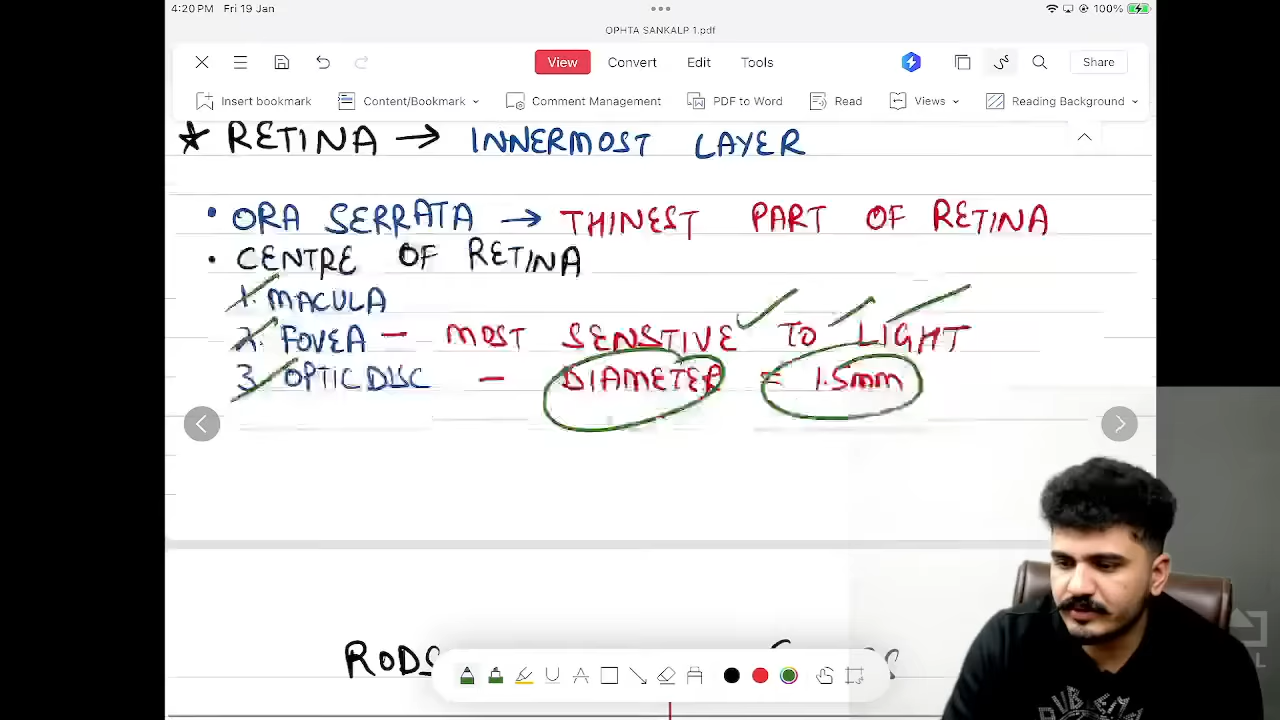 4:20 PM Fri 19 Jan
100%
OPHTA SANKALP 1.pdf
View Convert Edit Tools
Share
Insert bookmark Content/Bookmark Comment Management PDF to Word Read Views Reading Background
★ RETINA → INNERMOST LAYER
• ORA SERRATA → THINEST PART OF RETINA
• CENTRE OF RETINA
1. MACULA
2. FOVEA – MOST SENSTIVE TO LIGHT
3. OPTIC DISC – DIAMETER = 1.5mm
RODS